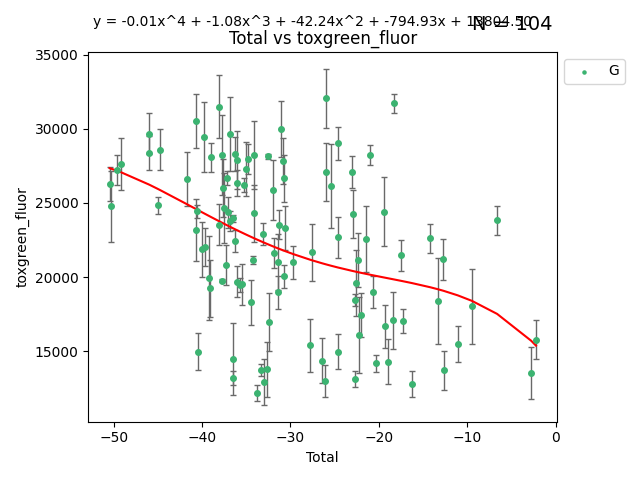 y = -0.01x^4 + -1.08x^3 + -42.24x^2 + -794.93x + 13804.50
N = 104
Total vs toxgreen_fluor
G
35000
30000
25000
20000
15000
toxgreen_fluor
−50 −40 −30 −20 −10 0
Total